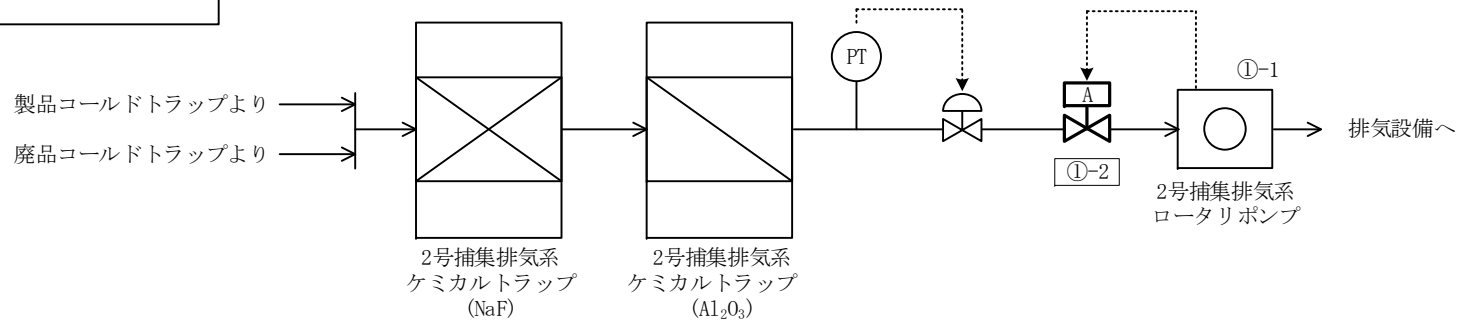 PT
①-1
製品コールドトラップより
A
廃品コールドトラップより
排気設備へ
①-2
2号捕集排気系
ロータリポンプ
2号捕集排気系
ケミカルトラップ
(NaF)
2号捕集排気系
ケミカルトラップ
(Al₂O₃)